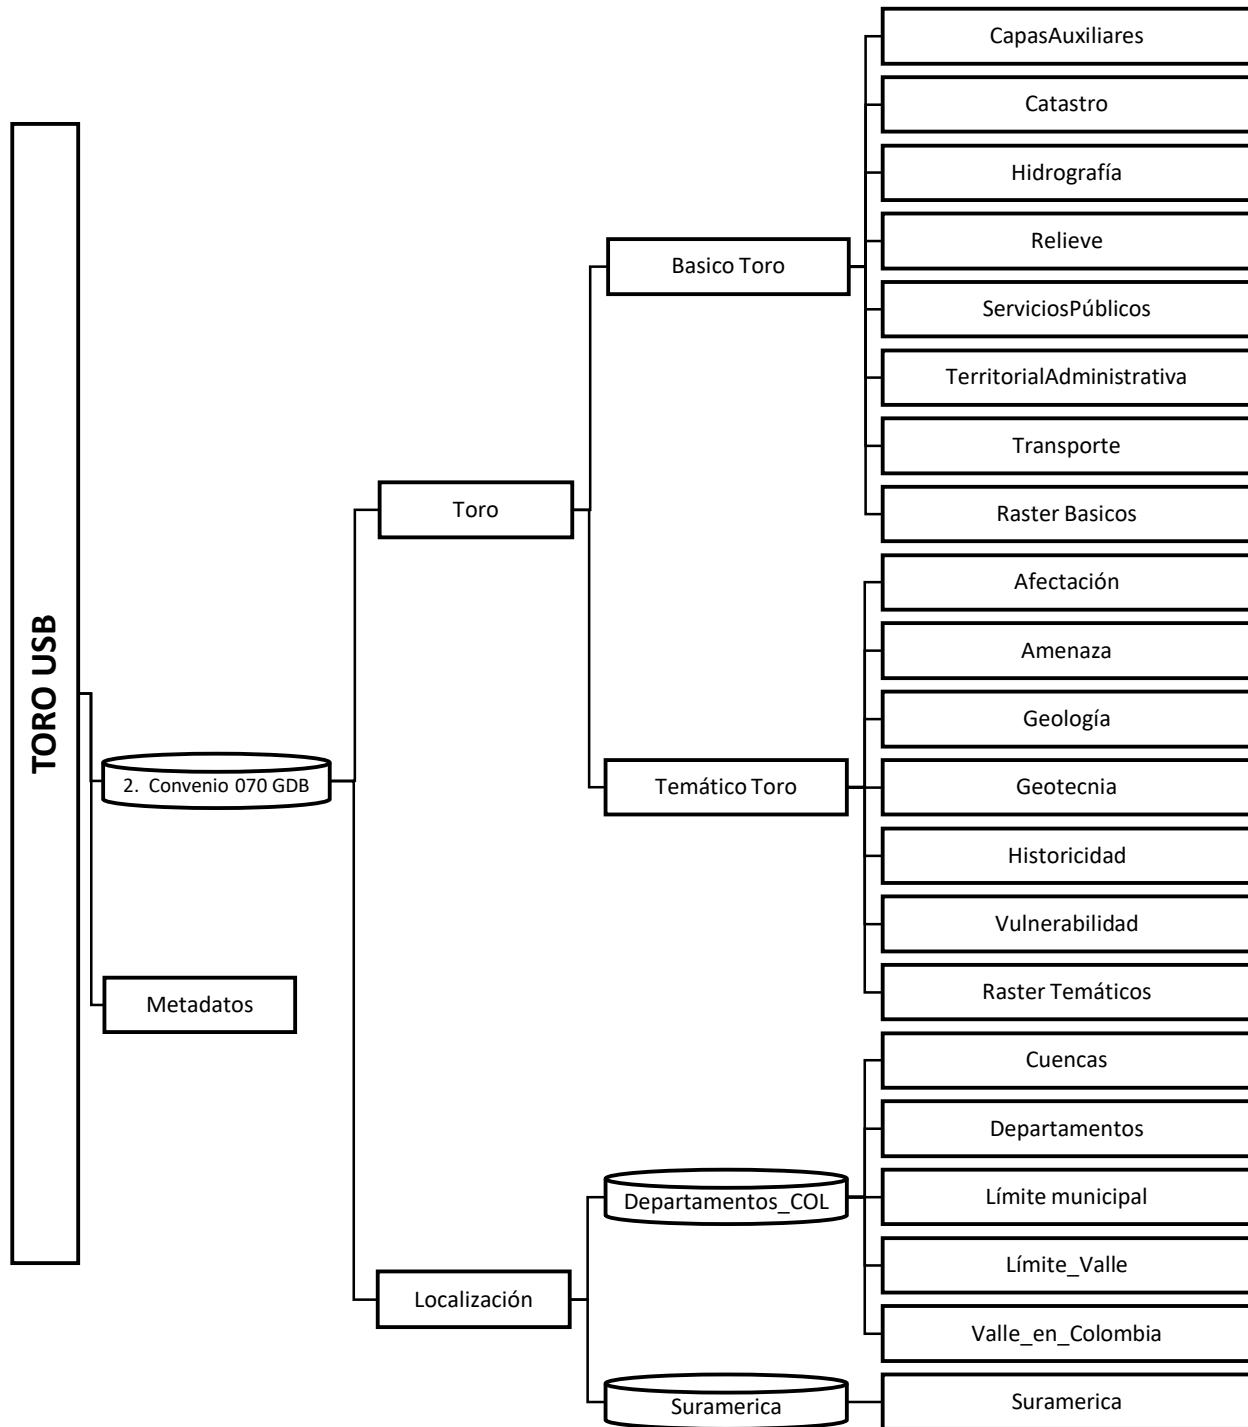 TORO USB
2. Convenio 070 GDB
Metadatos
Toro
Localización
Basico Toro
Temático Toro
Departamentos_COL
Suramerica
CapasAuxiliares
Catastro
Hidrografía
Relieve
ServiciosPúblicos
TerritorialAdministrativa
Transporte
Raster Basicos
Afectación
Amenaza
Geología
Geotecnia
Historicidad
Vulnerabilidad
Raster Temáticos
Cuencas
Departamentos
Límite municipal
Límite_Valle
Valle_en_Colombia
Suramerica